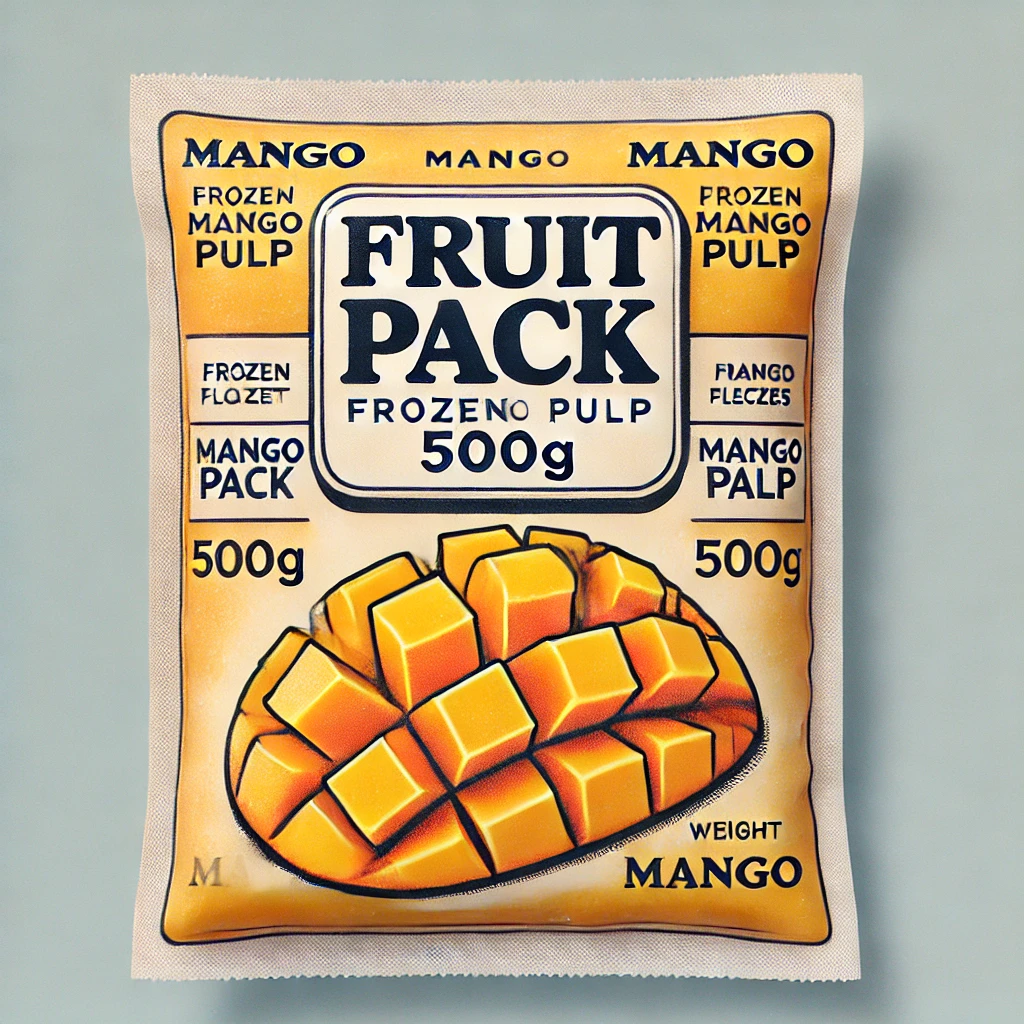 MANGO MANGO MANGO
FROZEN
MANGO
PULP
FRUIT
PACK
FROZENO PULP
500g
FROZEN
MANGO
PULP
FROZEN
FLOZET
MANGO
PACK
500g
FIANGO
FLECZES
MANGO
PALP
500g
WEIGHT
MANGO
M